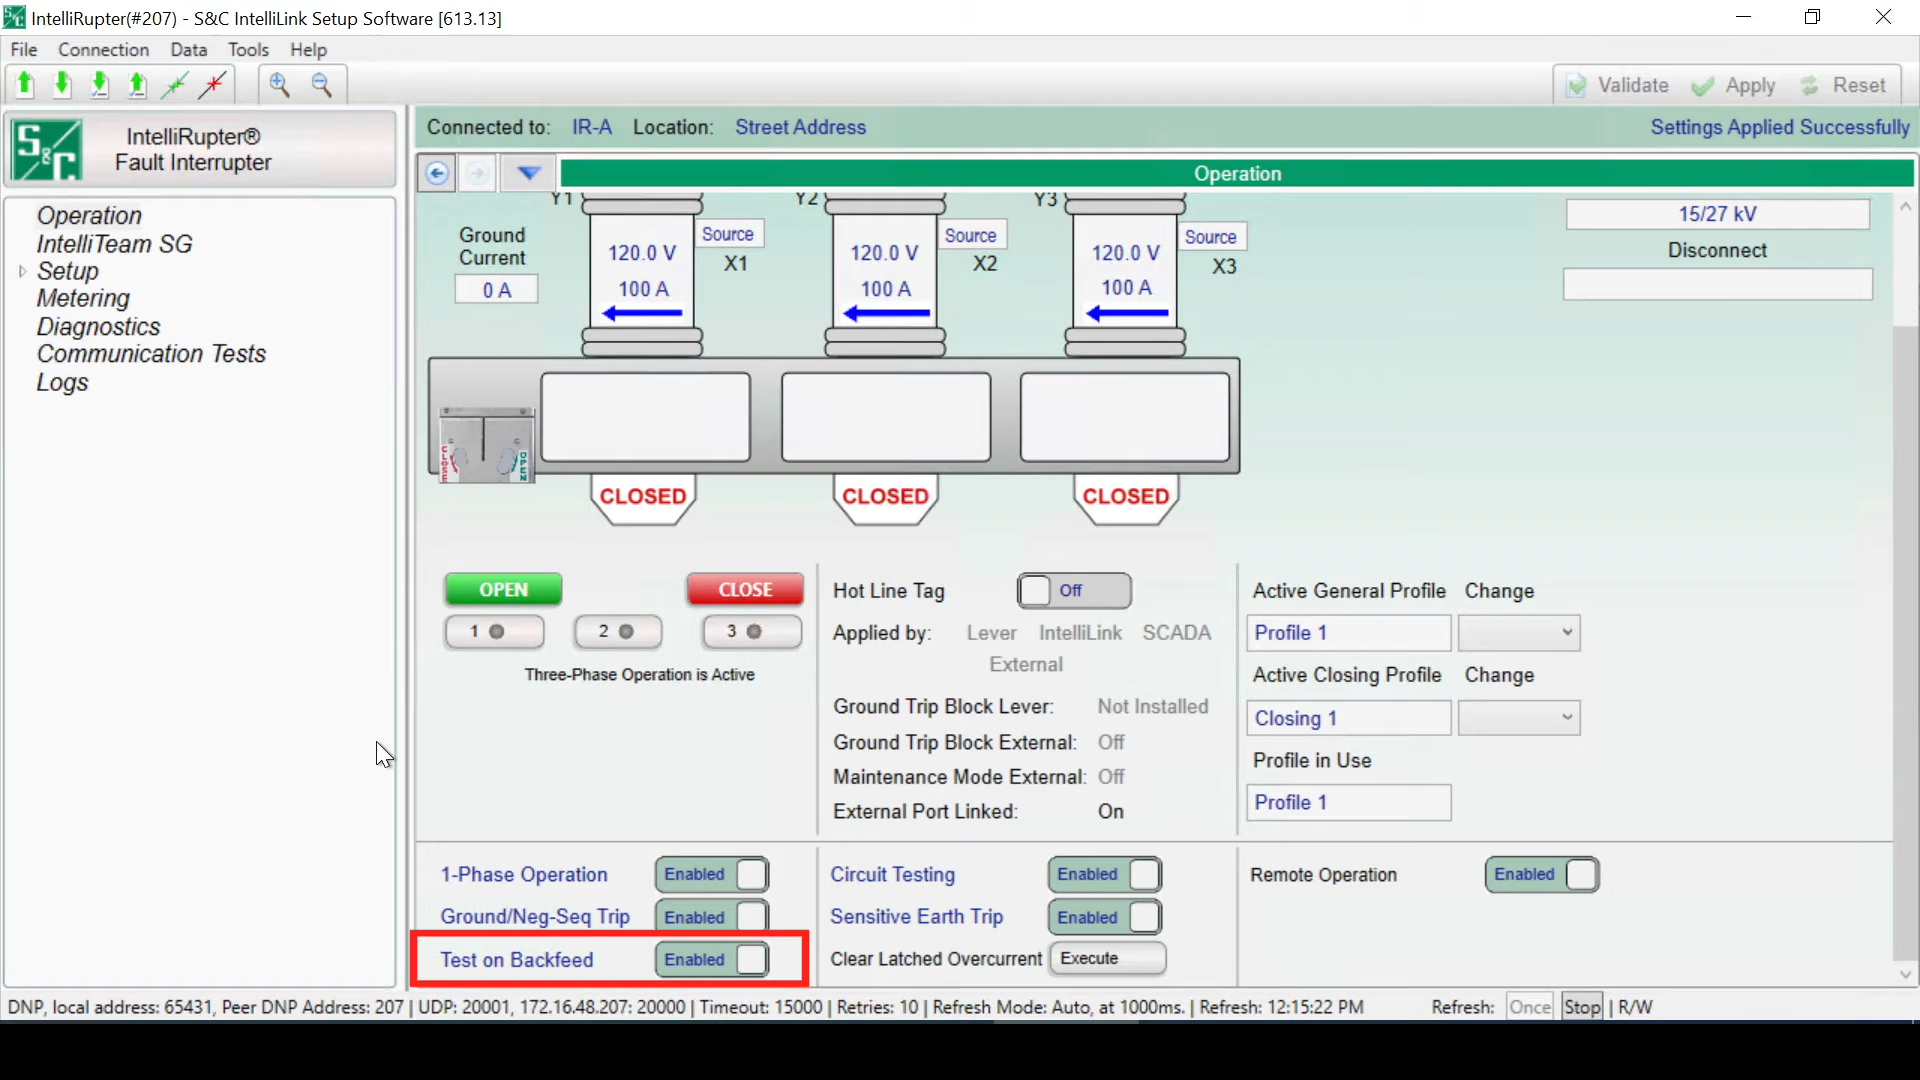 IntelliRupter(#207) - S&C IntelliLink Setup Software [613.13]
File Connection Data Tools Help
Validate Apply Reset
S&C
IntelliRupter®
Fault Interrupter
Connected to: IR-A Location: Street Address Settings Applied Successfully
Operation
Operation
IntelliTeam SG
Setup
Metering
Diagnostics
Communication Tests
Logs
Y1 Y2 Y3
Ground
Current
0 A
120.0 V
100 A
Source
X1
120.0 V
100 A
Source
X2
120.0 V
100 A
Source
X3
15/27 kV
Disconnect
CLOSE OPEN
CLOSED CLOSED CLOSED
OPEN CLOSE
1 2 3
Three-Phase Operation is Active
Hot Line Tag Off
Applied by: Lever IntelliLink SCADA
External
Ground Trip Block Lever: Not Installed
Ground Trip Block External: Off
Maintenance Mode External: Off
External Port Linked: On
Active General Profile Change
Profile 1
Active Closing Profile Change
Closing 1
Profile in Use
Profile 1
1-Phase Operation Enabled
Ground/Neg-Seq Trip Enabled
Test on Backfeed Enabled
Circuit Testing Enabled
Sensitive Earth Trip Enabled
Clear Latched Overcurrent Execute
Remote Operation Enabled
DNP, local address: 65431, Peer DNP Address: 207 | UDP: 20001, 172.16.48.207: 20000 | Timeout: 15000 | Retries: 10 | Refresh Mode: Auto, at 1000ms. | Refresh: 12:15:22 PM Refresh: Once Stop | R/W